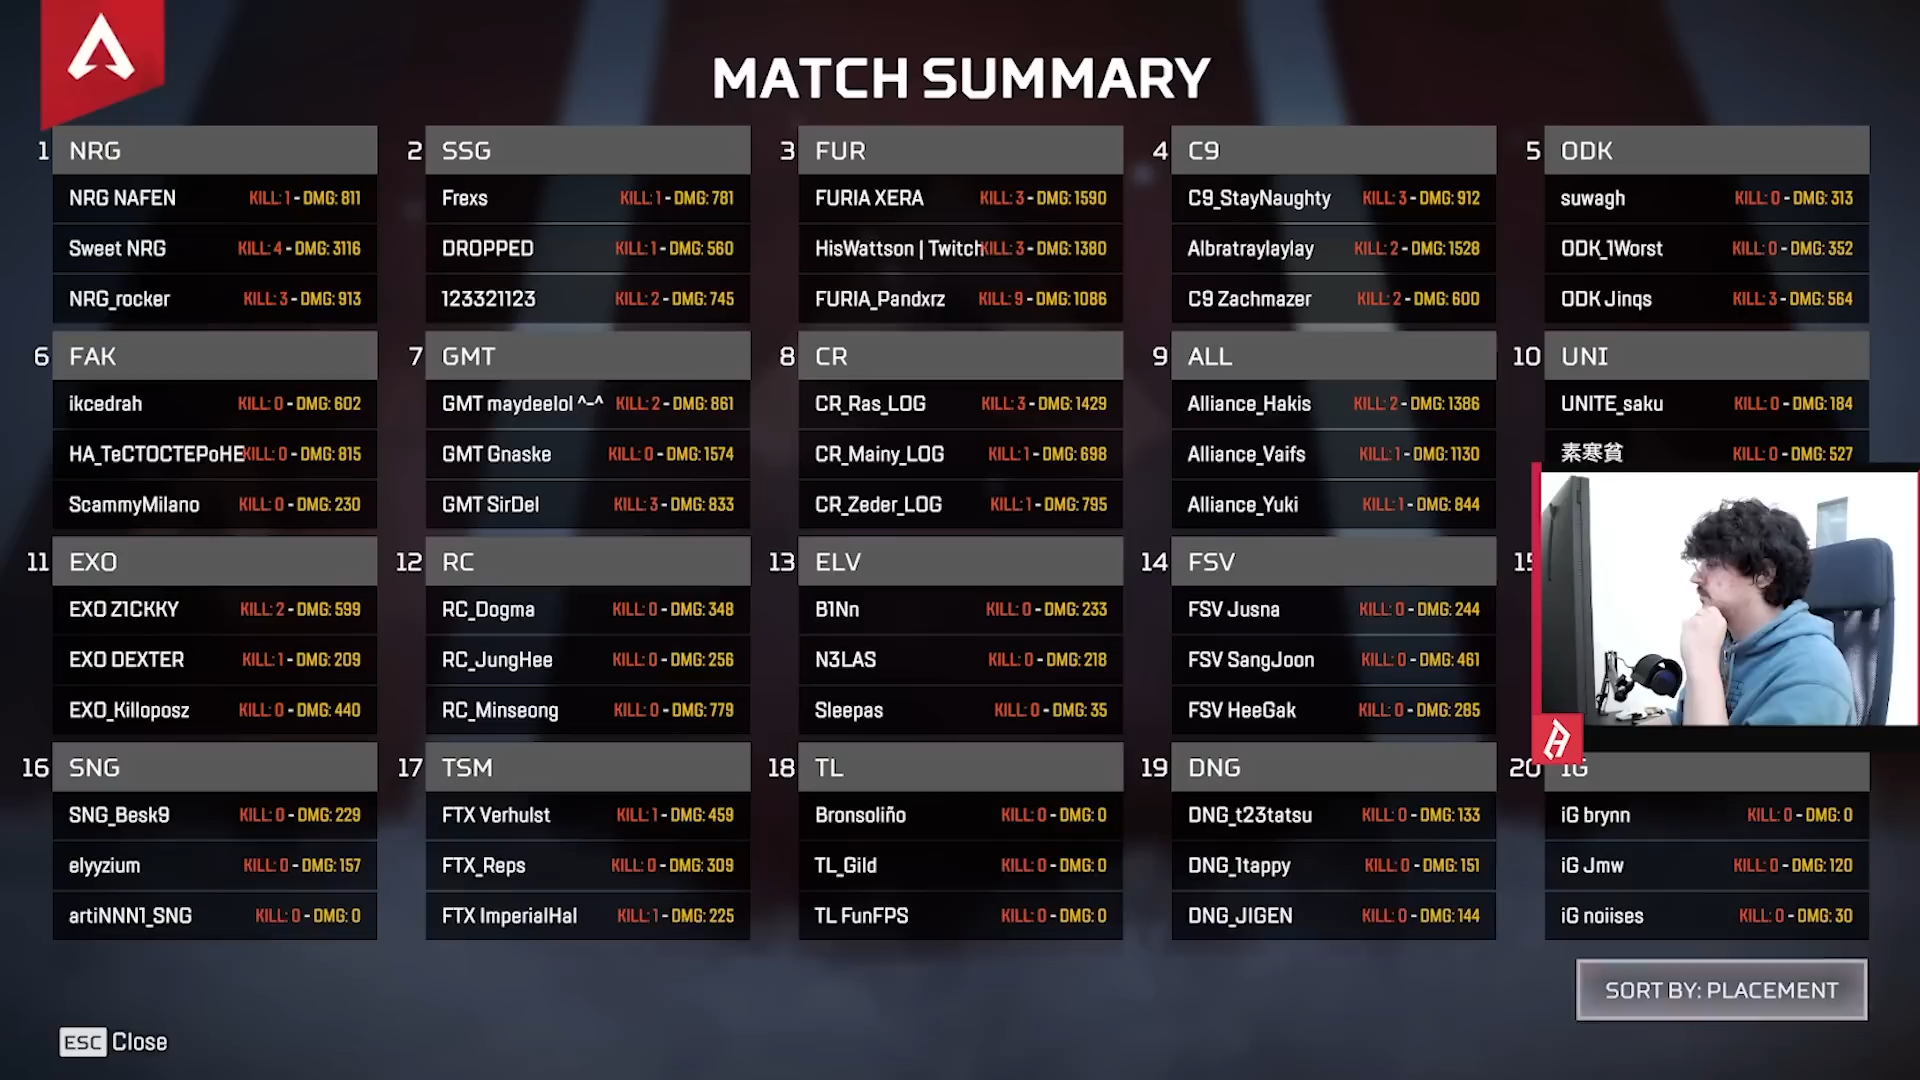 MATCH SUMMARY
1 NRG
NRG NAFEN KILL: 1 - DMG: 811
Sweet NRG KILL: 4 - DMG: 3116
NRG_rocker KILL: 3 - DMG: 913
2 SSG
Frexs KILL: 1 - DMG: 781
DROPPED KILL: 1 - DMG: 560
123321123 KILL: 2 - DMG: 745
3 FUR
FURIA XERA KILL: 3 - DMG: 1590
HisWattson | Twitch KILL: 3 - DMG: 1380
FURIA_Pandxrz KILL: 9 - DMG: 1086
4 C9
C9_StayNaughty KILL: 3 - DMG: 912
Albratraylaylay KILL: 2 - DMG: 1528
C9 Zachmazer KILL: 2 - DMG: 600
5 ODK
suwagh KILL: 0 - DMG: 313
ODK_1Worst KILL: 0 - DMG: 352
ODK Jinqs KILL: 3 - DMG: 564
6 FAK
ikcedrah KILL: 0 - DMG: 602
HA_TeCTOCTEPoHE KILL: 0 - DMG: 815
ScammyMilano KILL: 0 - DMG: 230
7 GMT
GMT maydeelol ^-^ KILL: 2 - DMG: 861
GMT Gnaske KILL: 0 - DMG: 1574
GMT SirDel KILL: 3 - DMG: 833
8 CR
CR_Ras_LOG KILL: 3 - DMG: 1429
CR_Mainy_LOG KILL: 1 - DMG: 698
CR_Zeder_LOG KILL: 1 - DMG: 795
9 ALL
Alliance_Hakis KILL: 2 - DMG: 1386
Alliance_Vaifs KILL: 1 - DMG: 1130
Alliance_Yuki KILL: 1 - DMG: 844
10 UNI
UNITE_saku KILL: 0 - DMG: 184
素寒貧 KILL: 0 - DMG: 527
11 EXO
EXO Z1CKKY KILL: 2 - DMG: 599
EXO DEXTER KILL: 1 - DMG: 209
EXO_Killoposz KILL: 0 - DMG: 440
12 RC
RC_Dogma KILL: 0 - DMG: 348
RC_JungHee KILL: 0 - DMG: 256
RC_Minseong KILL: 0 - DMG: 779
13 ELV
B1Nn KILL: 0 - DMG: 233
N3LAS KILL: 0 - DMG: 218
Sleepas KILL: 0 - DMG: 35
14 FSV
FSV Jusna KILL: 0 - DMG: 244
FSV SangJoon KILL: 0 - DMG: 461
FSV HeeGak KILL: 0 - DMG: 285
15
16 SNG
SNG_Besk9 KILL: 0 - DMG: 229
elyyzium KILL: 0 - DMG: 157
artiNNN1_SNG KILL: 0 - DMG: 0
17 TSM
FTX Verhulst KILL: 1 - DMG: 459
FTX_Reps KILL: 0 - DMG: 309
FTX ImperialHal KILL: 1 - DMG: 225
18 TL
Bronsoliño KILL: 0 - DMG: 0
TL_Gild KILL: 0 - DMG: 0
TL FunFPS KILL: 0 - DMG: 0
19 DNG
DNG_t23tatsu KILL: 0 - DMG: 133
DNG_1tappy KILL: 0 - DMG: 151
DNG_JIGEN KILL: 0 - DMG: 144
20 IG
iG brynn KILL: 0 - DMG: 0
iG Jmw KILL: 0 - DMG: 120
iG noiises KILL: 0 - DMG: 30
SORT BY: PLACEMENT
ESC Close